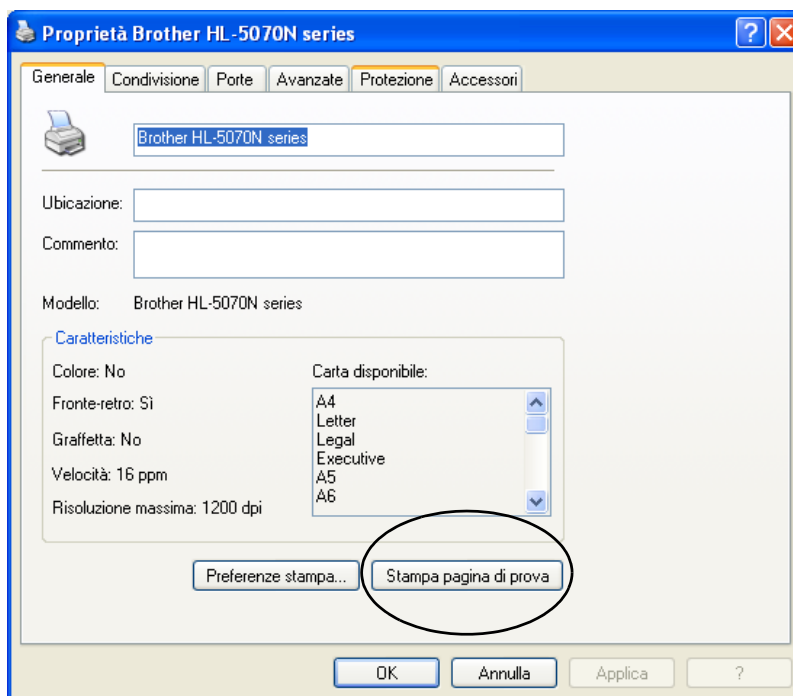 Proprietà Brother HL-5070N series
?
Generale Condivisione Porte Avanzate Protezione Accessori
Brother HL-5070N series
Ubicazione:
Commento:
Modello: Brother HL-5070N series
Caratteristiche
Colore: No
Carta disponibile:
Fronte-retro: Sì
Graffetta: No
Velocità: 16 ppm
Risoluzione massima: 1200 dpi
A4
Letter
Legal
Executive
A5
A6
Preferenze stampa... Stampa pagina di prova
OK Annulla Applica ?